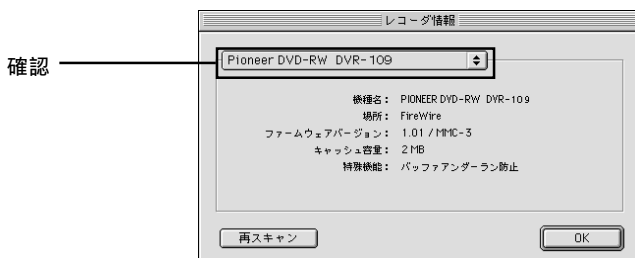 レコーダ情報
確認
Pioneer DVD-RW DVR-109
機種名： PIONEER DVD-RW DVR-109
場所： FireWire
ファームウェアバージョン： 1.01 / MMC-3
キャッシュ容量： 2 MB
特殊機能： バッファアンダーラン防止
再スキャン
OK